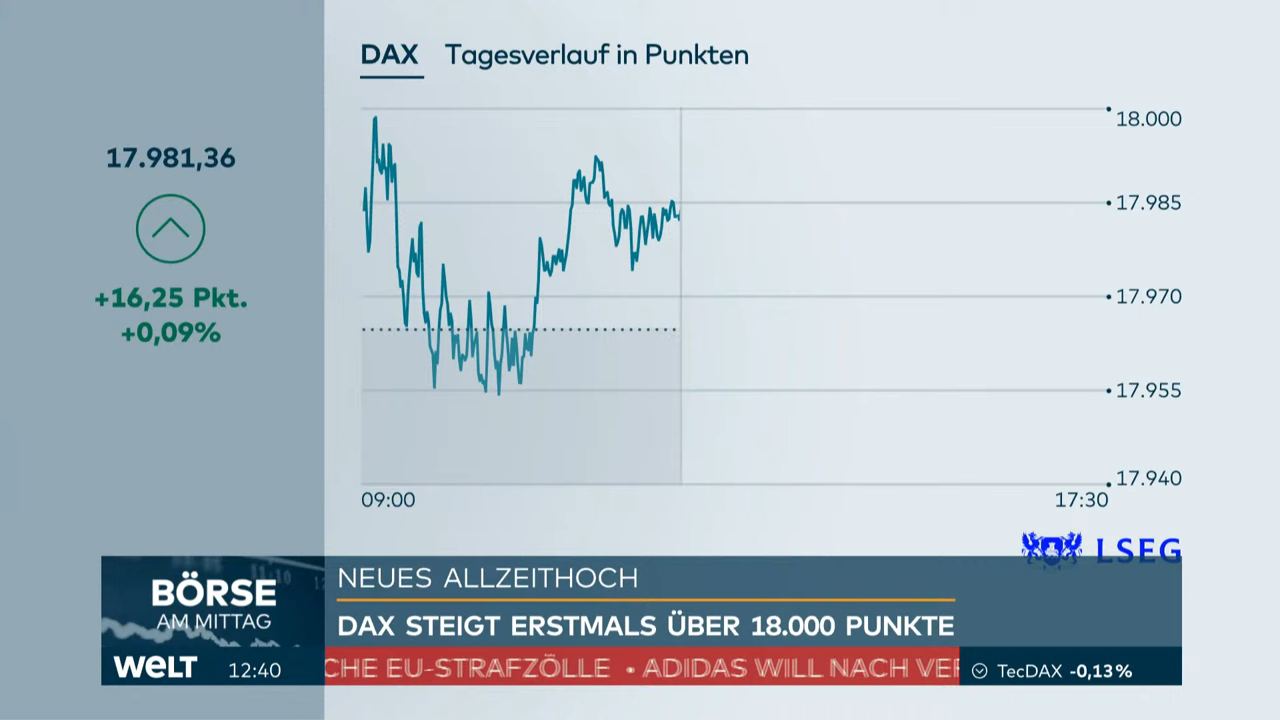 DAX Tagesverlauf in Punkten
17.981,36
+16,25 Pkt.
+0,09%
18.000
17.985
17.970
17.955
17.940
09:00
17:30
LSEG
BÖRSE
AM MITTAG
NEUES ALLZEITHOCH
DAX STEIGT ERSTMALS ÜBER 18.000 PUNKTE
WELT 12:40
CHE EU-STRAFZÖLLE • ADIDAS WILL NACH VER
TecDAX -0,13%